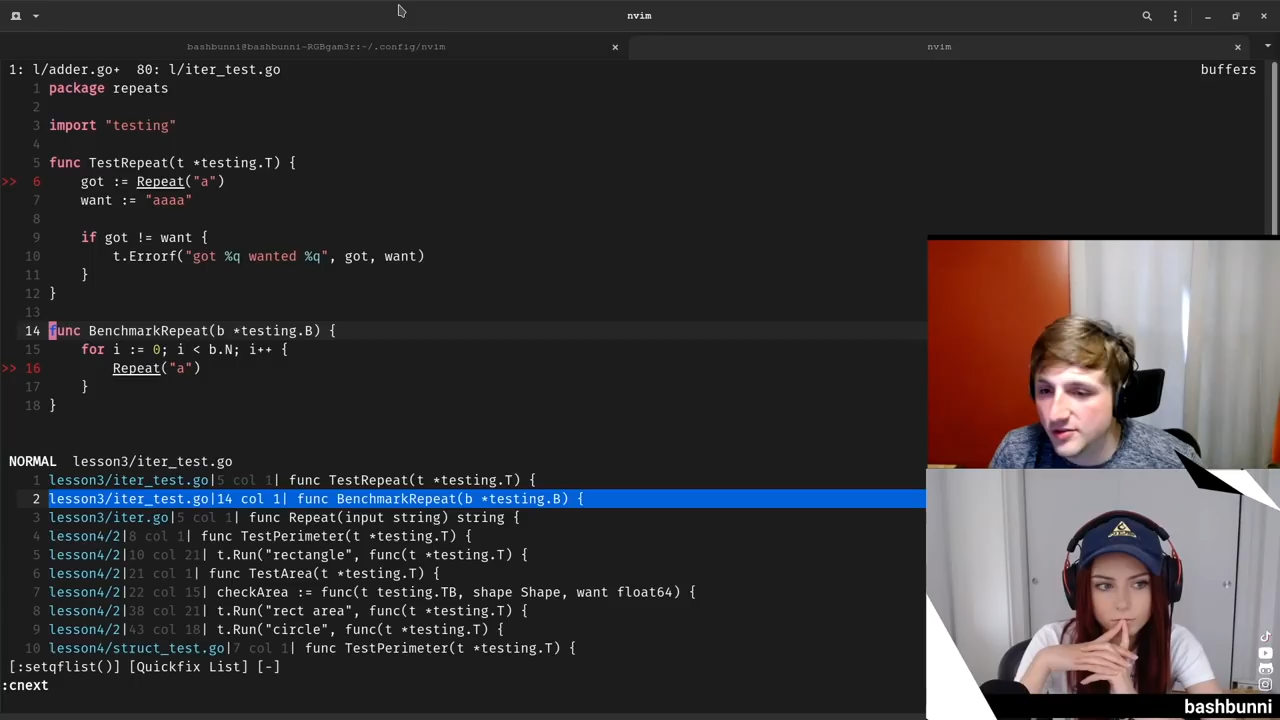 nvim
bashbunni@bashbunni-RGBgam3r:~/.config/nvim
nvim
1: l/adder.go+ 80: l/iter_test.go
buffers
1 package repeats
2
3 import "testing"
4
5 func TestRepeat(t *testing.T) {
>> 6 got := Repeat("a")
7 want := "aaaa"
8
9 if got != want {
10 t.Errorf("got %q wanted %q", got, want)
11 }
12 }
13
14 func BenchmarkRepeat(b *testing.B) {
15 for i := 0; i < b.N; i++ {
>> 16 Repeat("a")
17 }
18 }
NORMAL lesson3/iter_test.go
1 lesson3/iter_test.go|5 col 1| func TestRepeat(t *testing.T) {
2 lesson3/iter_test.go|14 col 1| func BenchmarkRepeat(b *testing.B) {
3 lesson3/iter.go|5 col 1| func Repeat(input string) string {
4 lesson4/2|8 col 1| func TestPerimeter(t *testing.T) {
5 lesson4/2|10 col 21| t.Run("rectangle", func(t *testing.T) {
6 lesson4/2|21 col 1| func TestArea(t *testing.T) {
7 lesson4/2|22 col 15| checkArea := func(t testing.TB, shape Shape, want float64) {
8 lesson4/2|38 col 21| t.Run("rect area", func(t *testing.T) {
9 lesson4/2|43 col 18| t.Run("circle", func(t *testing.T) {
10 lesson4/struct_test.go|7 col 1| func TestPerimeter(t *testing.T) {
[:setqflist()] [Quickfix List] [-]
:cnext
bashbunni